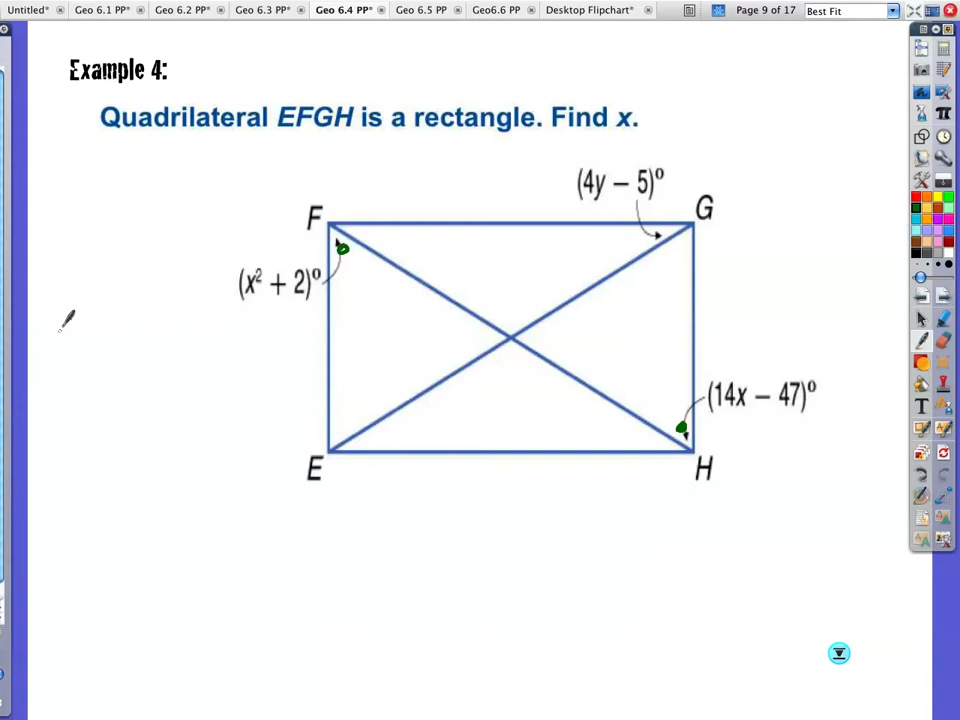 Untitled* Geo 6.1 PP* Geo 6.2 PP* Geo 6.3 PP* Geo 6.4 PP* Geo 6.5 PP Geo6.6 PP Desktop Flipchart* Page 9 of 17 Best Fit
Example 4:
Quadrilateral EFGH is a rectangle. Find x.
(4y – 5)º
F
G
(x² + 2)º
(14x – 47)º
E
H